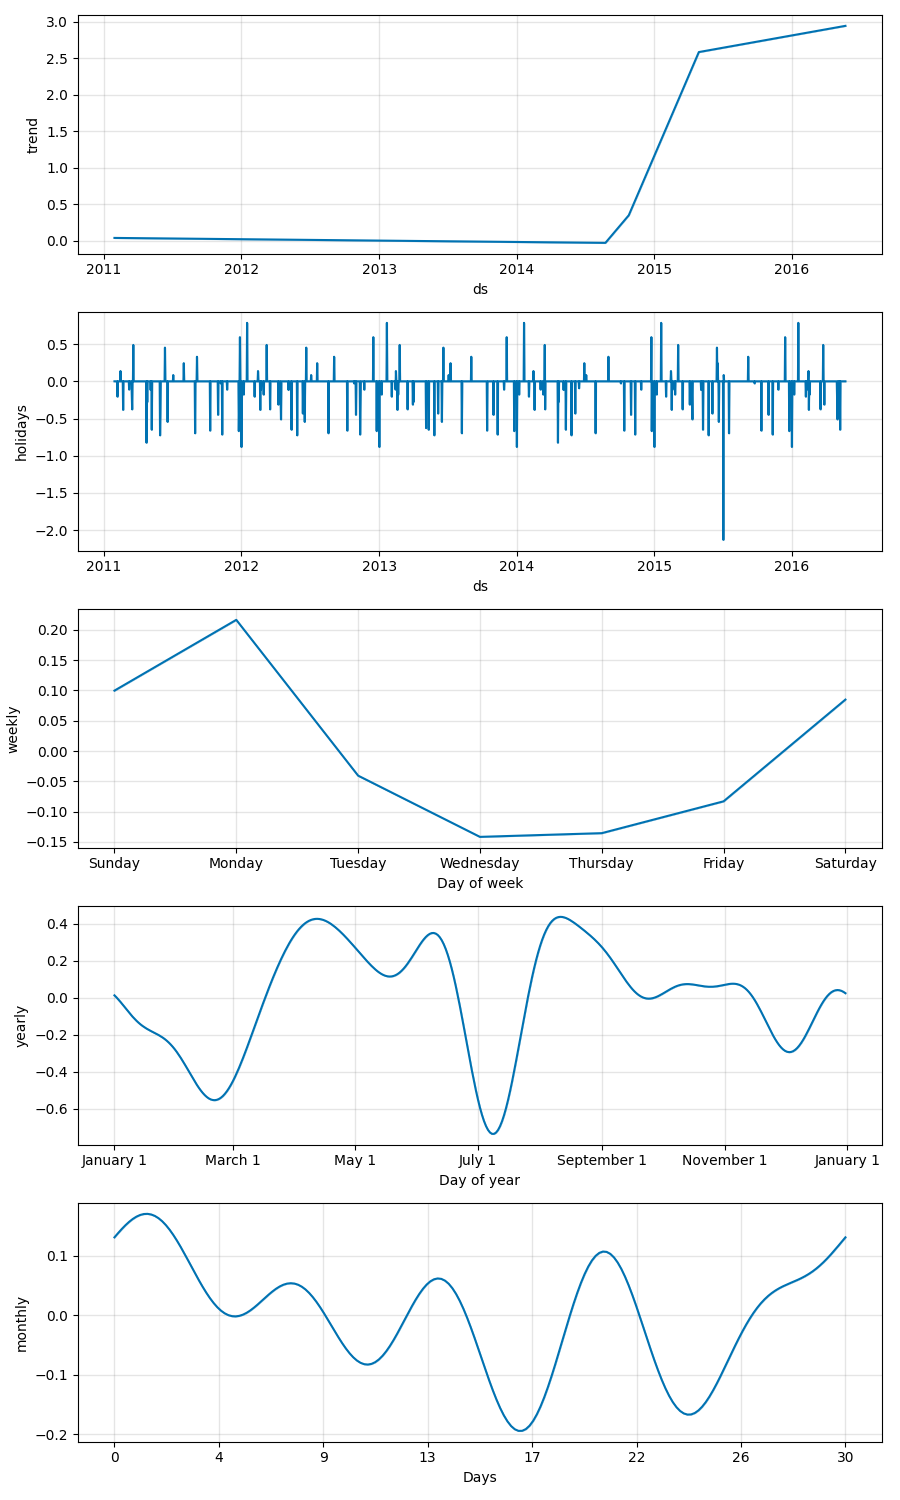 3.0
2.5
2.0
1.5
1.0
0.5
0.0
trend
2011 2012 2013 2014 2015 2016
ds
0.5
0.0
−0.5
−1.0
−1.5
−2.0
holidays
2011 2012 2013 2014 2015 2016
ds
0.20
0.15
0.10
0.05
0.00
−0.05
−0.10
−0.15
weekly
Sunday Monday Tuesday Wednesday Thursday Friday Saturday
Day of week
0.4
0.2
0.0
−0.2
−0.4
−0.6
yearly
January 1 March 1 May 1 July 1 September 1 November 1 January 1
Day of year
0.1
0.0
−0.1
−0.2
monthly
0 4 9 13 17 22 26 30
Days